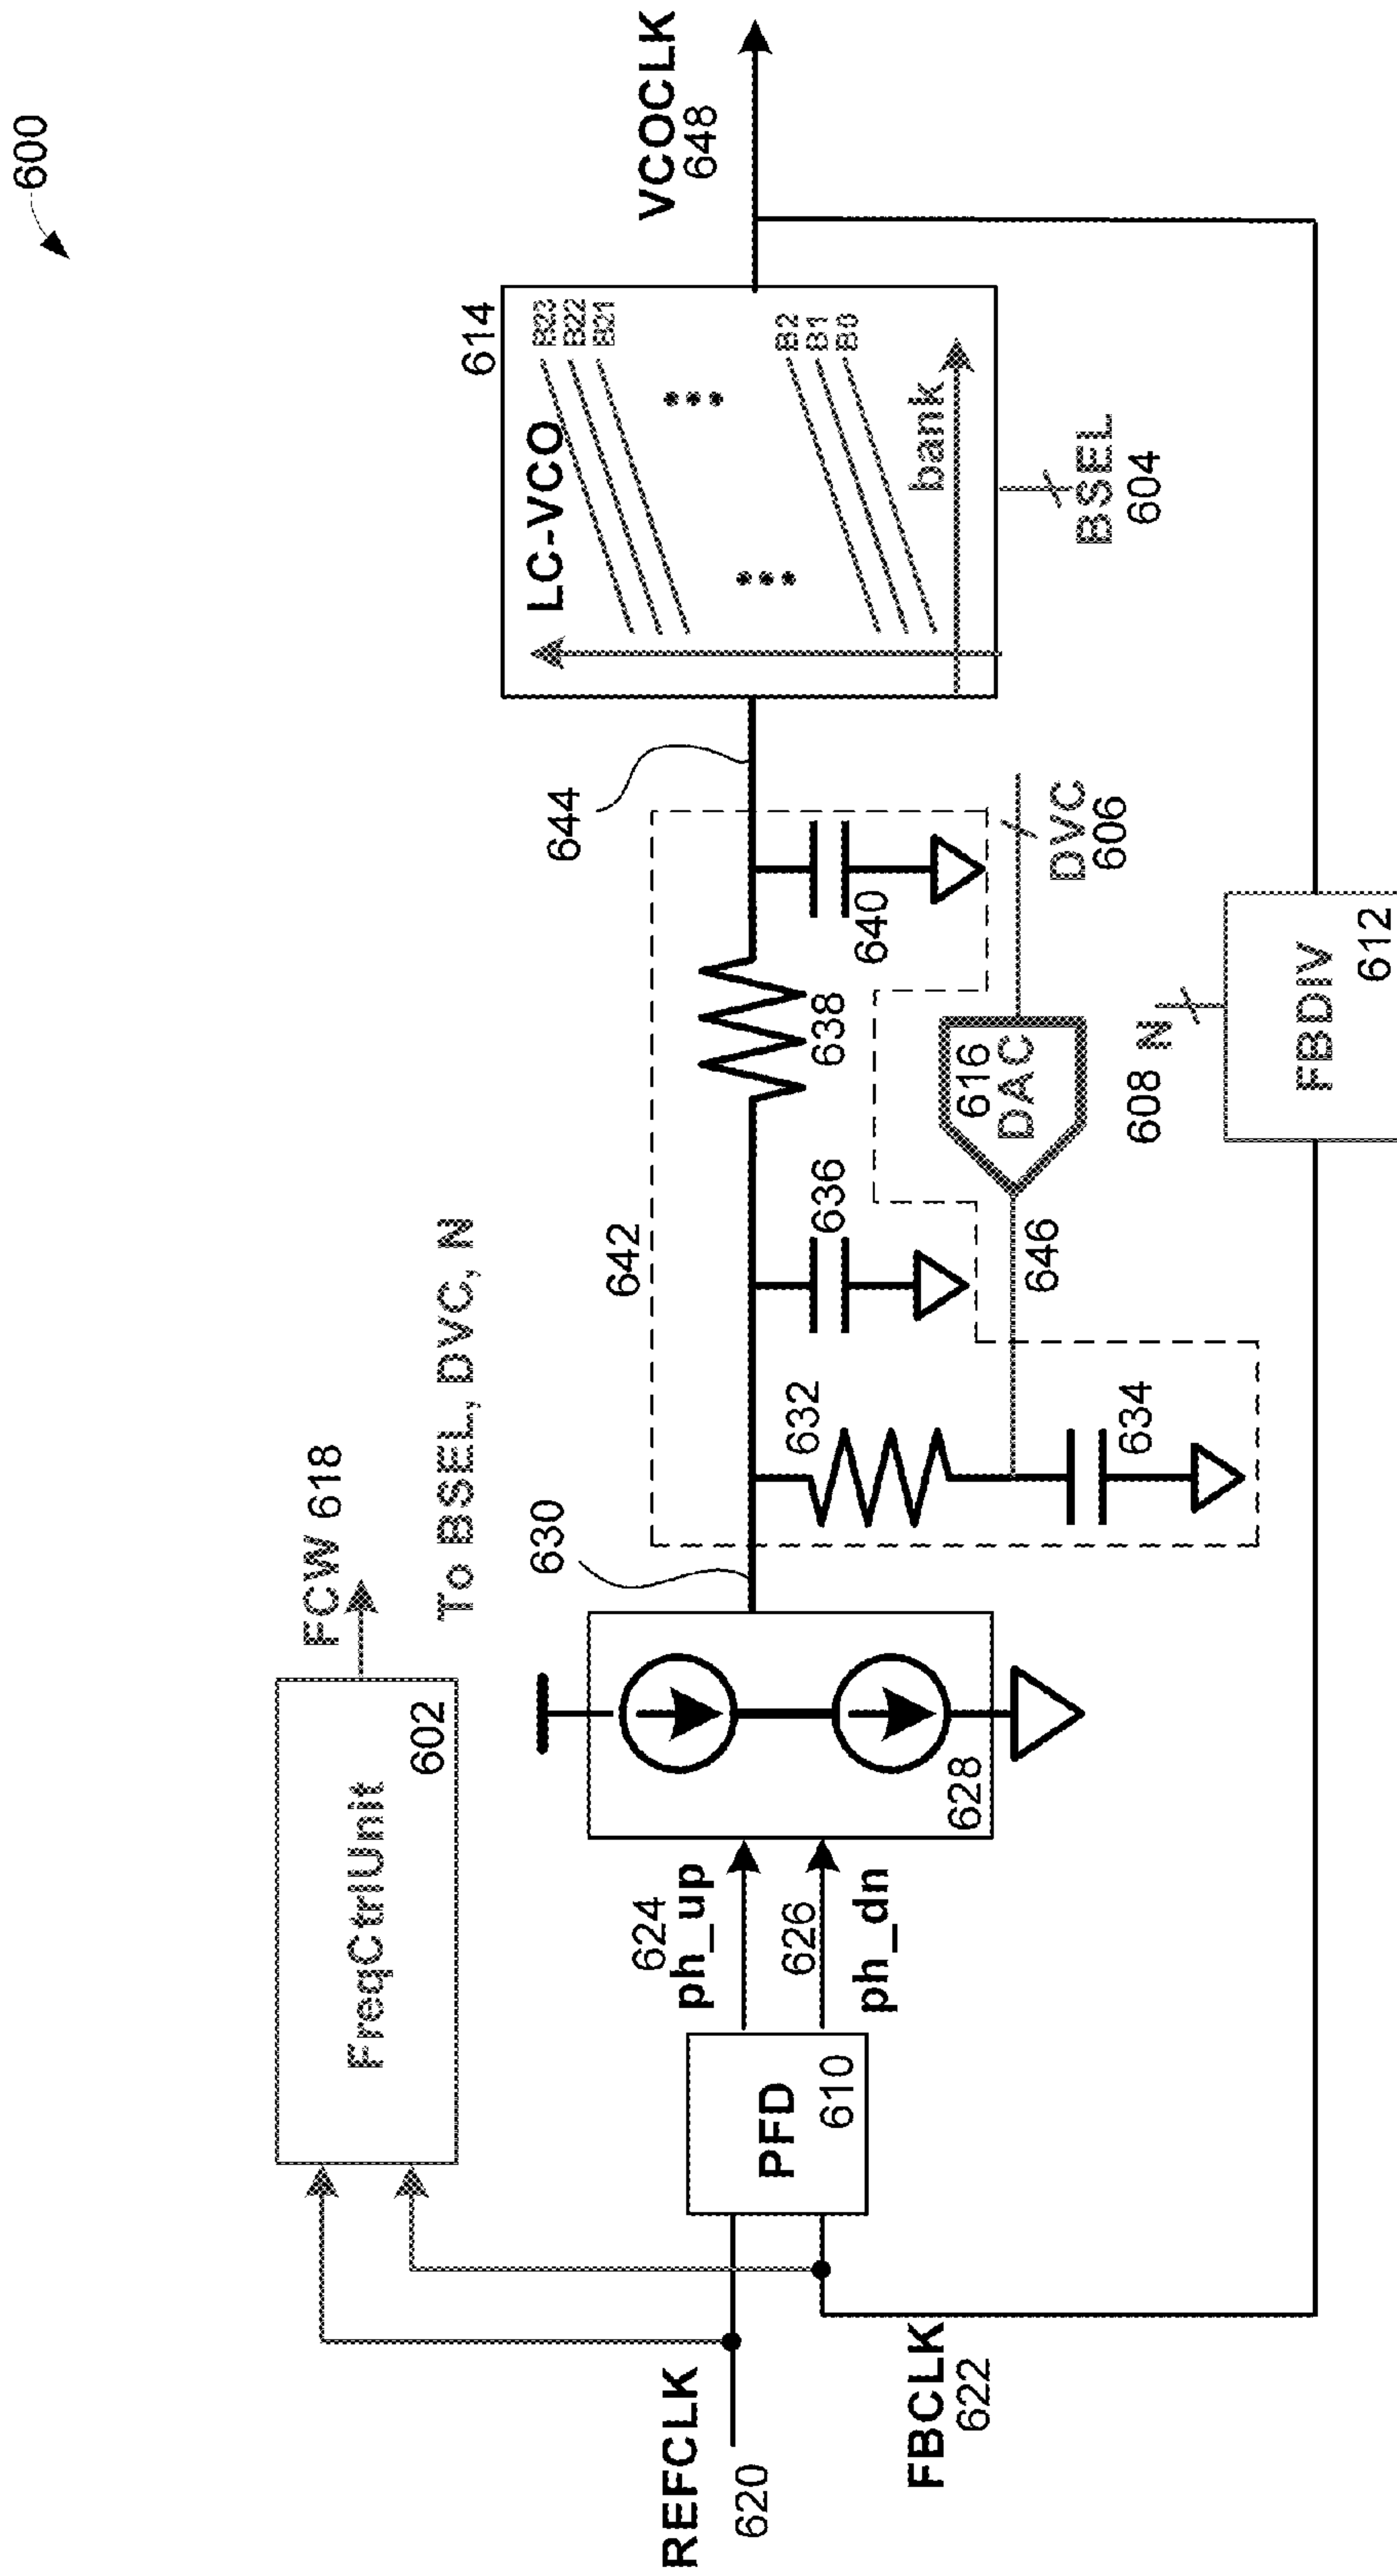 600
FreqCtrlUnit
602
FCW 618
To BSEL, DVC, N
REFCLK
620
FBCLK
622
PFD
610
624
ph_up
626
ph_dn
628
630
642
632
634
636
638
640
646
616
DAC
DVC
606
644
614
LC-VCO
B23
B22
B21
B2
B1
B0
bank
BSEL
604
VCOCLK
648
608 N
FBDIV
612